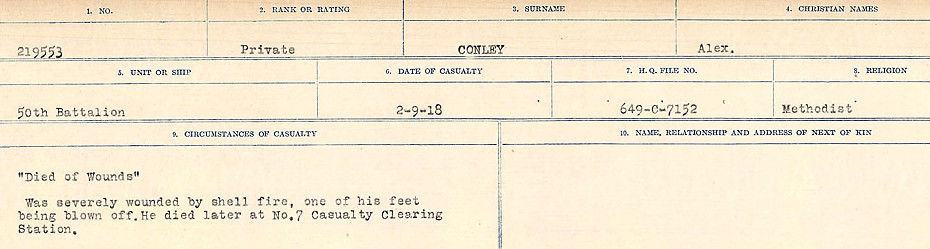 1. NO. 2. RANK OR RATING 3. SURNAME 4. CHRISTIAN NAMES
219553 Private CONLEY Alex.
5. UNIT OR SHIP 6. DATE OF CASUALTY 7. H.Q. FILE NO. 8. RELIGION
50th Battalion 2-9-18 649-C-7152 Methodist
9. CIRCUMSTANCES OF CASUALTY 10. NAME, RELATIONSHIP AND ADDRESS OF NEXT OF KIN
"Died of Wounds"
Was severely wounded by shell fire, one of his feet
being blown off.He died later at No.7 Casualty Clearing
Station.